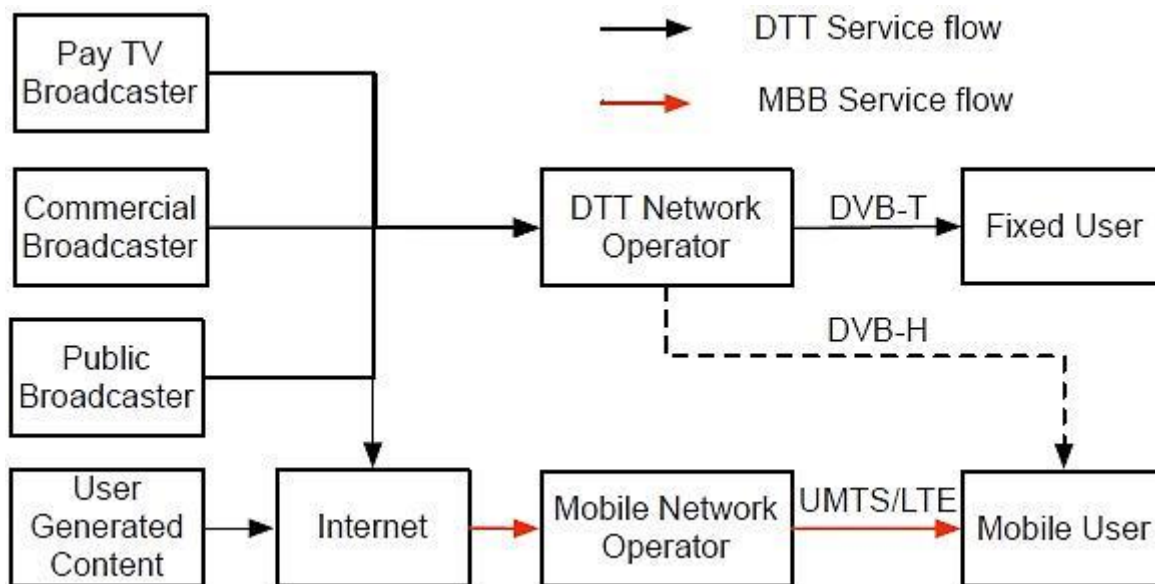 Pay TV
Broadcaster
DTT Service flow
MBB Service flow
Commercial
Broadcaster
DTT Network
Operator
DVB-T
Fixed User
DVB-H
Public
Broadcaster
User
Generated
Content
Internet
Mobile Network
Operator
UMTS/LTE
Mobile User